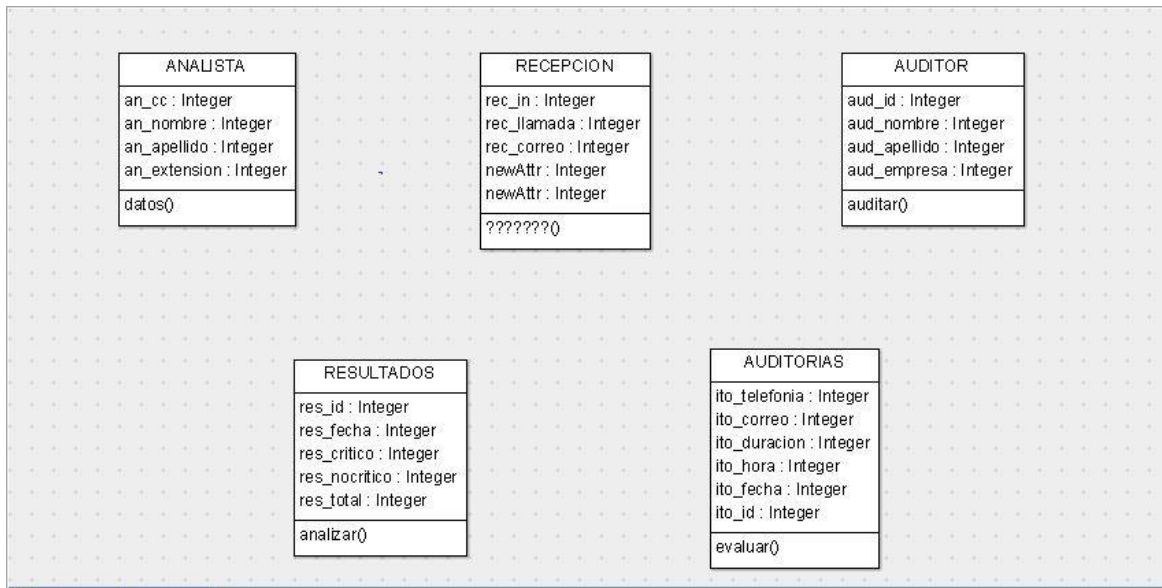 ANALISTA
an_cc : Integer
an_nombre : Integer
an_apellido : Integer
an_extension : Integer
datos()
RECEPCION
rec_in : Integer
rec_llamada : Integer
rec_correo : Integer
newAttr : Integer
newAttr : Integer
???????()
AUDITOR
aud_id : Integer
aud_nombre : Integer
aud_apellido : Integer
aud_empresa : Integer
auditar()
RESULTADOS
res_id : Integer
res_fecha : Integer
res_critico : Integer
res_nocritico : Integer
res_total : Integer
analizar()
AUDITORIAS
ito_telefonia : Integer
ito_correo : Integer
ito_duracion : Integer
ito_hora : Integer
ito_fecha : Integer
ito_id : Integer
evaluar()